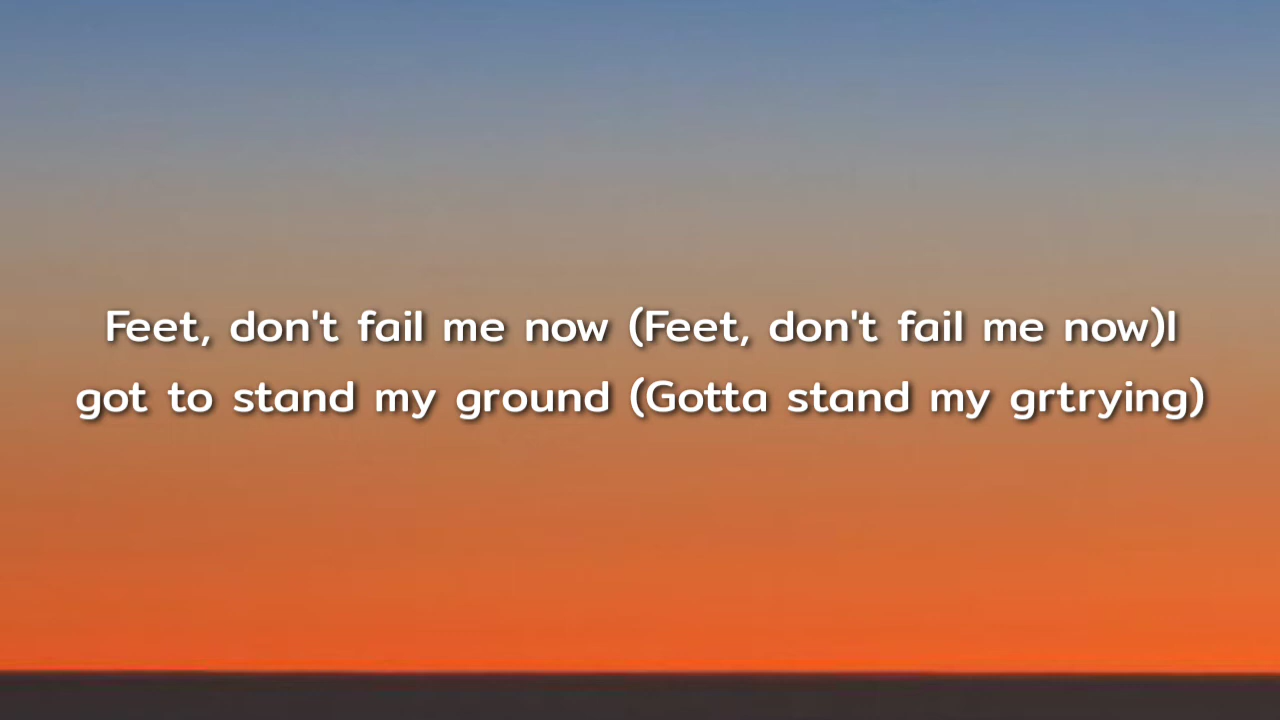 Feet, don't fail me now (Feet, don't fail me now)I
got to stand my ground (Gotta stand my grtrying)